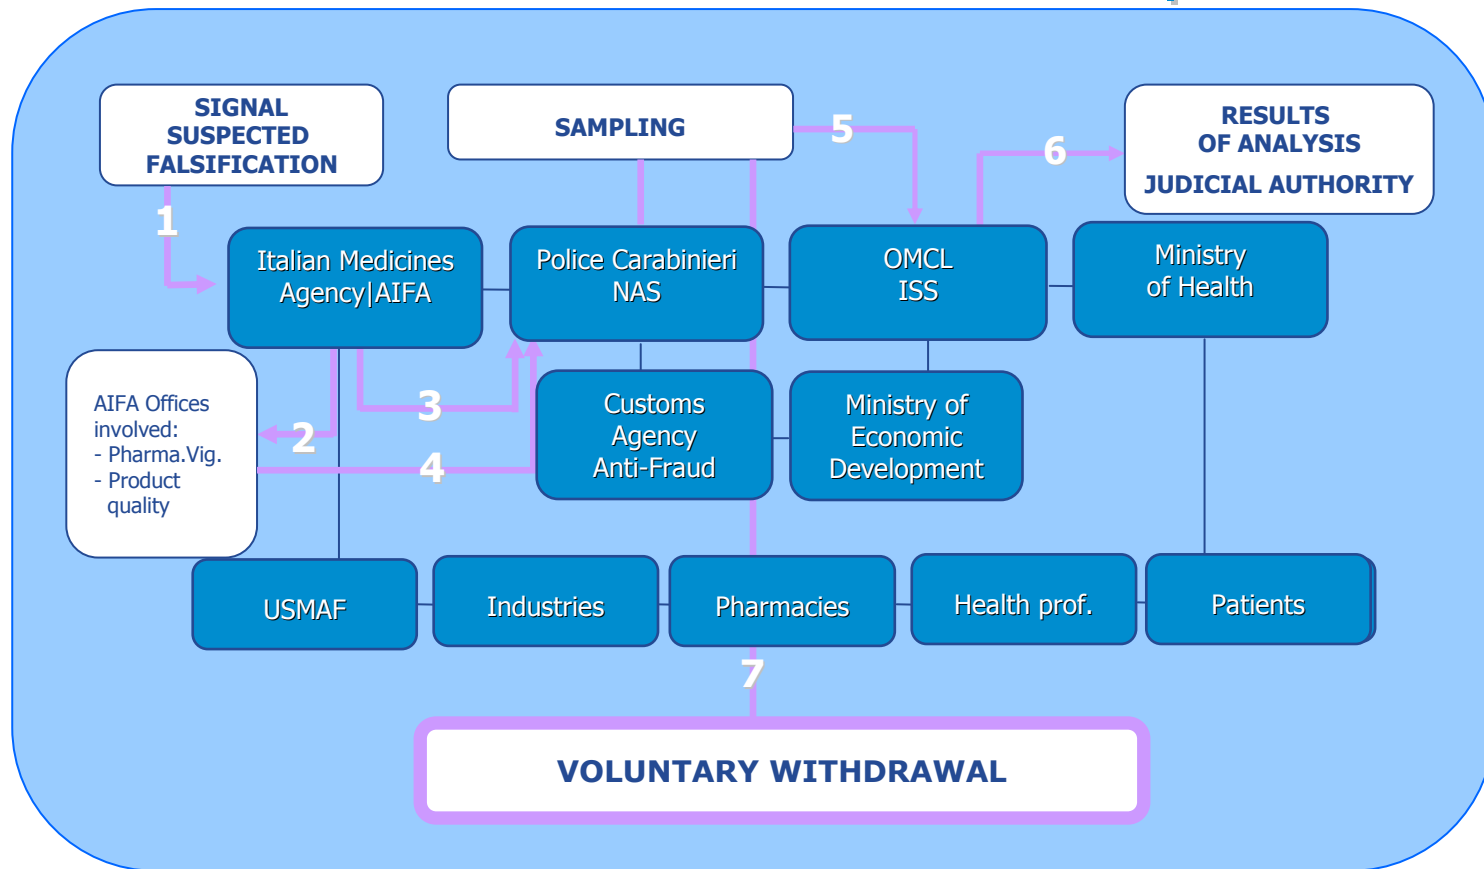 SIGNAL
SUSPECTED
FALSIFICATION
SAMPLING
5
RESULTS
OF ANALYSIS
JUDICIAL AUTHORITY
6
1
Italian Medicines
Agency|AIFA
Police Carabinieri
NAS
OMCL
ISS
Ministry
of Health
AIFA Offices
involved:
- Pharma.Vig.
- Product
quality
2
3
4
Customs
Agency
Anti-Fraud
Ministry of
Economic
Development
USMAF
Industries
Pharmacies
Health prof.
Patients
7
VOLUNTARY WITHDRAWAL